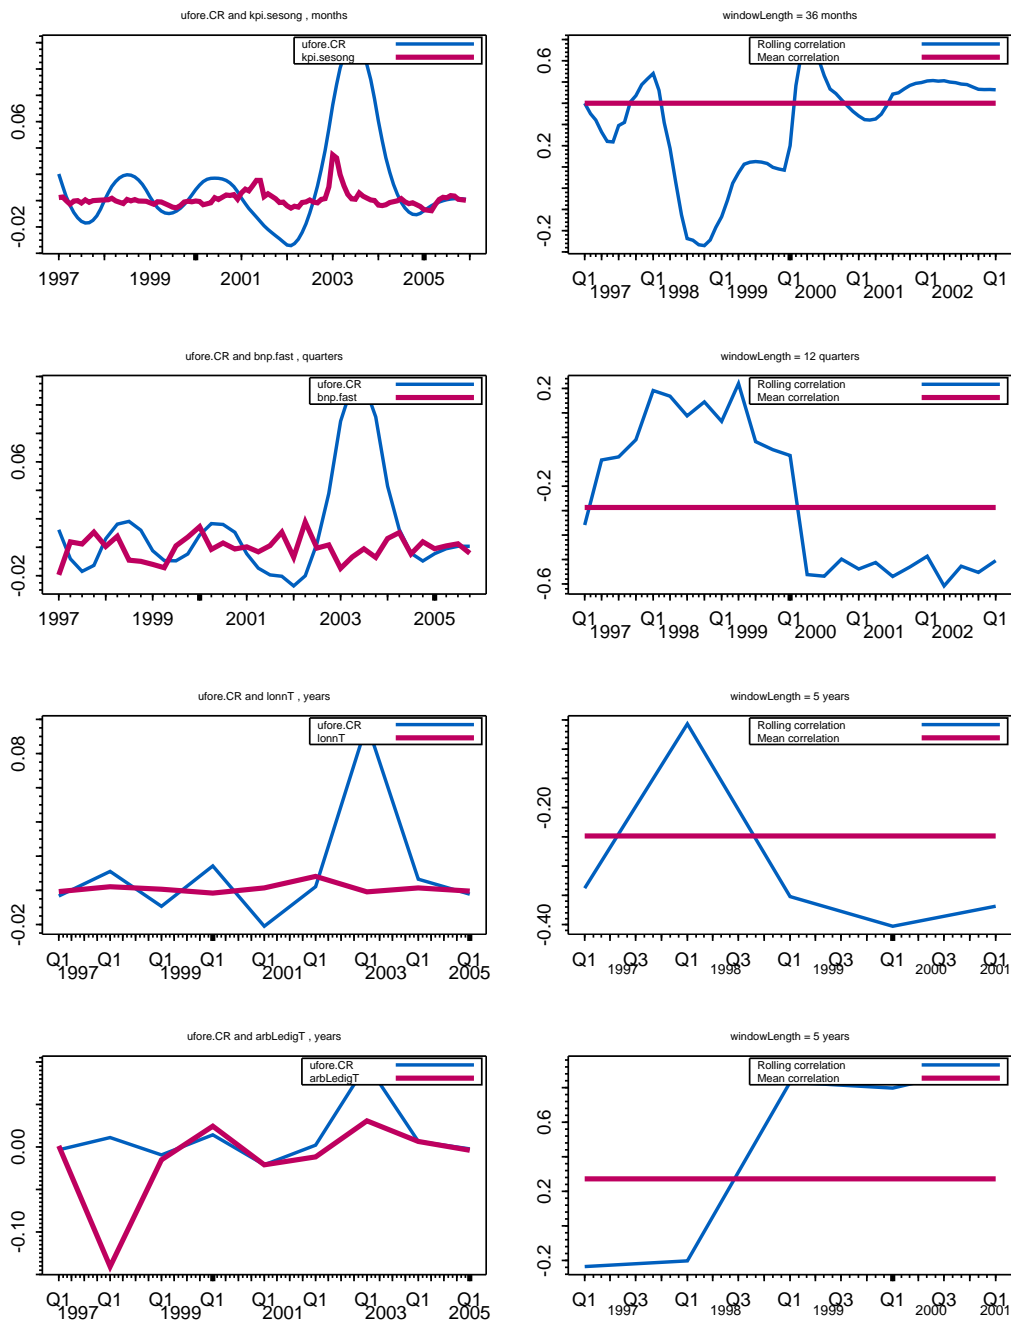 ufore.CR and kpi.sesong , months
ufore.CR
kpi.sesong
0.06
-0.02
1997 1999 2001 2003 2005
windowLength = 36 months
Rolling correlation
Mean correlation
0.6
0.2
-0.2
Q1 Q1 Q1 Q1 Q1 Q1 Q1
1997 1998 1999 2000 2001 2002
ufore.CR and bnp.fast , quarters
ufore.CR
bnp.fast
0.06
-0.02
1997 1999 2001 2003 2005
windowLength = 12 quarters
Rolling correlation
Mean correlation
0.2
-0.2
-0.6
Q1 Q1 Q1 Q1 Q1 Q1 Q1
1997 1998 1999 2000 2001 2002
ufore.CR and lonnT , years
ufore.CR
lonnT
0.08
-0.02
Q1 Q1 Q1 Q1 Q1 Q1 Q1 Q1 Q1
1997 1999 2001 2003 2005
windowLength = 5 years
Rolling correlation
Mean correlation
-0.20
-0.40
Q1 Q3 Q1 Q3 Q1 Q3 Q1 Q3 Q1
1997 1998 1999 2000 2001
ufore.CR and arbLedigT , years
ufore.CR
arbLedigT
0.00
-0.10
Q1 Q1 Q1 Q1 Q1 Q1 Q1 Q1 Q1
1997 1999 2001 2003 2005
windowLength = 5 years
Rolling correlation
Mean correlation
0.6
0.2
-0.2
Q1 Q3 Q1 Q3 Q1 Q3 Q1 Q3 Q1
1997 1998 1999 2000 2001